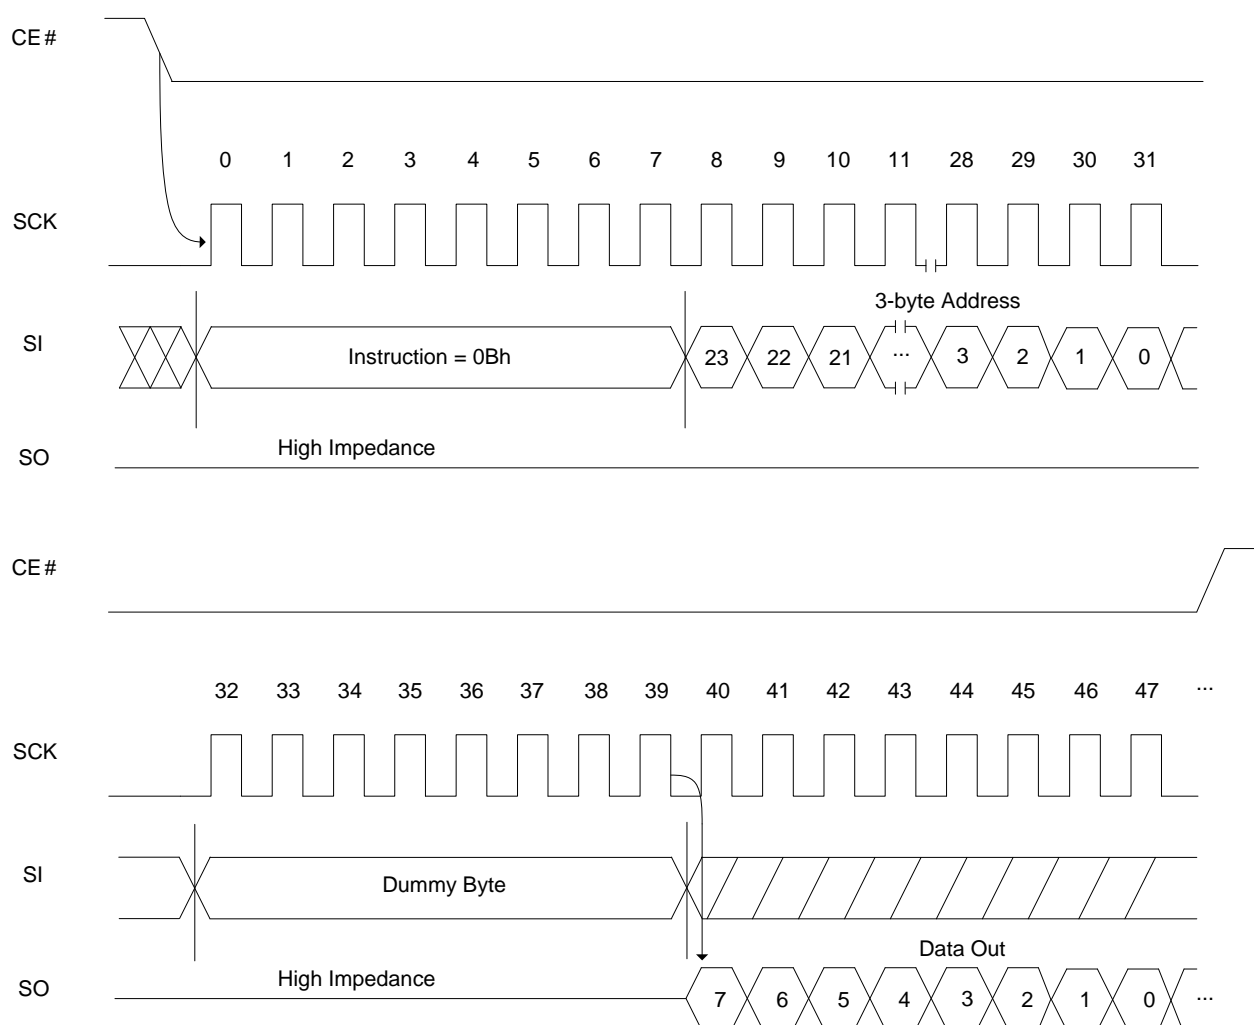 CE#
0 1 2 3 4 5 6 7 8 9 10 11 28 29 30 31
SCK
3-byte Address
SI Instruction = 0Bh 23 22 21 ... 3 2 1 0
High Impedance
SO
CE#
32 33 34 35 36 37 38 39 40 41 42 43 44 45 46 47 ...
SCK
SI Dummy Byte
Data Out
High Impedance
SO 7 6 5 4 3 2 1 0 ...